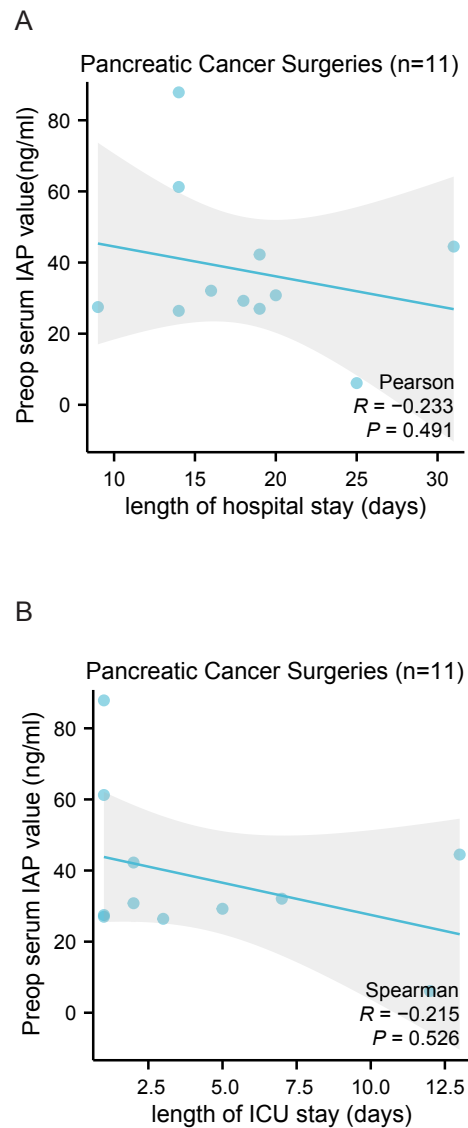 A
Pancreatic Cancer Surgeries (n=11)
Preop serum IAP value(ng/ml)
80
60
40
20
0
Pearson
R = −0.233
P = 0.491
10 15 20 25 30
length of hospital stay (days)
B
Pancreatic Cancer Surgeries (n=11)
Preop serum IAP value (ng/ml)
80
60
40
20
0
Spearman
R = −0.215
P = 0.526
2.5 5.0 7.5 10.0 12.5
length of ICU stay (days)